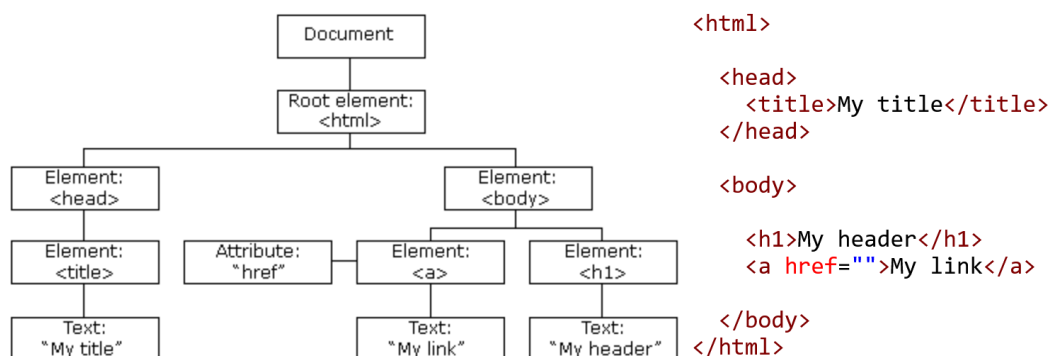 Document
Root element:
<html>
Element:
<head>
Element:
<body>
Element:
<title>
Attribute:
“href”
Element:
<a>
Element:
<h1>
Text:
“My title”
Text:
“My link”
Text:
“My header”
<html>
<head>
<title>My title</title>
</head>
<body>
<h1>My header</h1>
<a href="">My link</a>
</body>
</html>